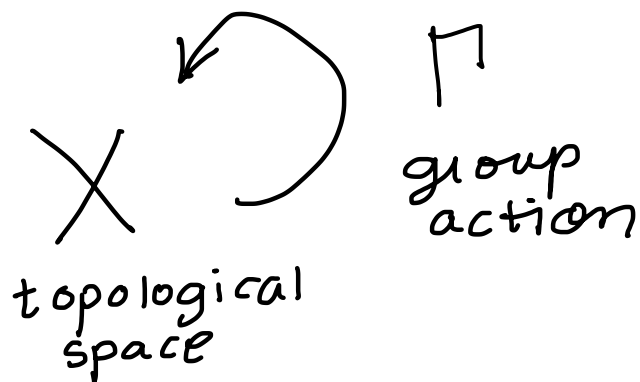 X Γ
group
action
topological
space